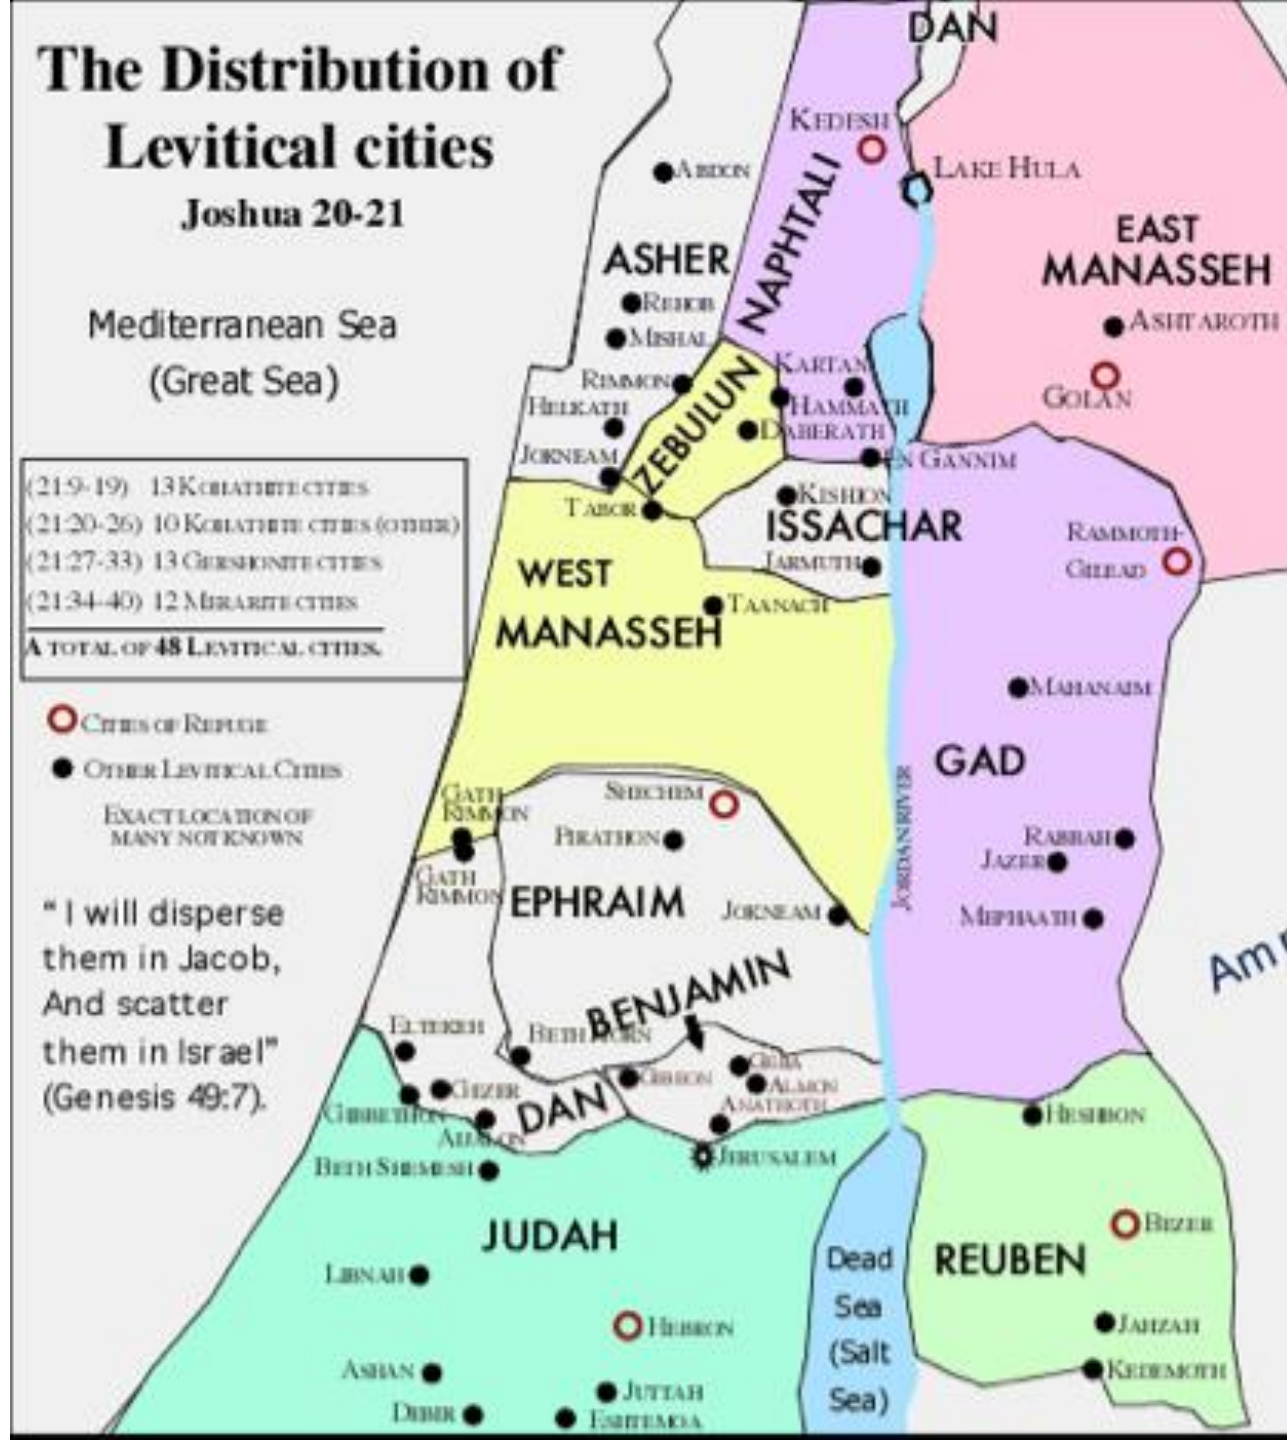 The Distribution of
Levitical cities
Joshua 20-21
Mediterranean Sea
(Great Sea)
(21:9-19) 13 KOHATHITE CITIES
(21:20-26) 10 KOHATHITE CITIES (OTHER)
(21:27-33) 13 GERSHONITE CITIES
(21:34-40) 12 MERARITE CITIES
A TOTAL OF 48 LEVITICAL CITIES.
CITIES OF REFUGE
OTHER LEVITICAL CITIES
EXACT LOCATION OF
MANY NOT KNOWN
" I will disperse
them in Jacob,
And scatter
them in Israel"
(Genesis 49:7).
DAN
KEDESH
LAKE HULA
ABDON
NAPHTALI
EAST
MANASSEH
ASHER
REHOB
MISHAL
ASHTAROTH
GOLAN
KARTAN
RIMMON
HELKATH
HAMMATH
ZEBULUN
DABERATH
JOKNEAM
EN GANNIM
KISHION
TABOR
ISSACHAR
RAMMOTH-
GILEAD
JARMUTH
WEST
MANASSEH
TAANACH
MAHANAIM
GAD
SHECHEM
GATH
RIMMON
PIRATHON
JORDAN RIVER
RABBAH
JAZER
GATH
RIMMON
EPHRAIM
JOKNEAM
MEPHAATH
BENJAMIN
ELTEKEH
GEZER
GIBEON
GEBA
ALMON
ANATHOTH
GIBBETHON
DAN
HESHBON
BETH SHEMESH
JERUSALEM
JUDAH
BEZER
REUBEN
LIBNAH
Dead
Sea
(Salt
Sea)
HEBRON
JAHZAH
ASHAN
KEDEMOTH
JUTTAH
DEBIR
ESHTEMOA